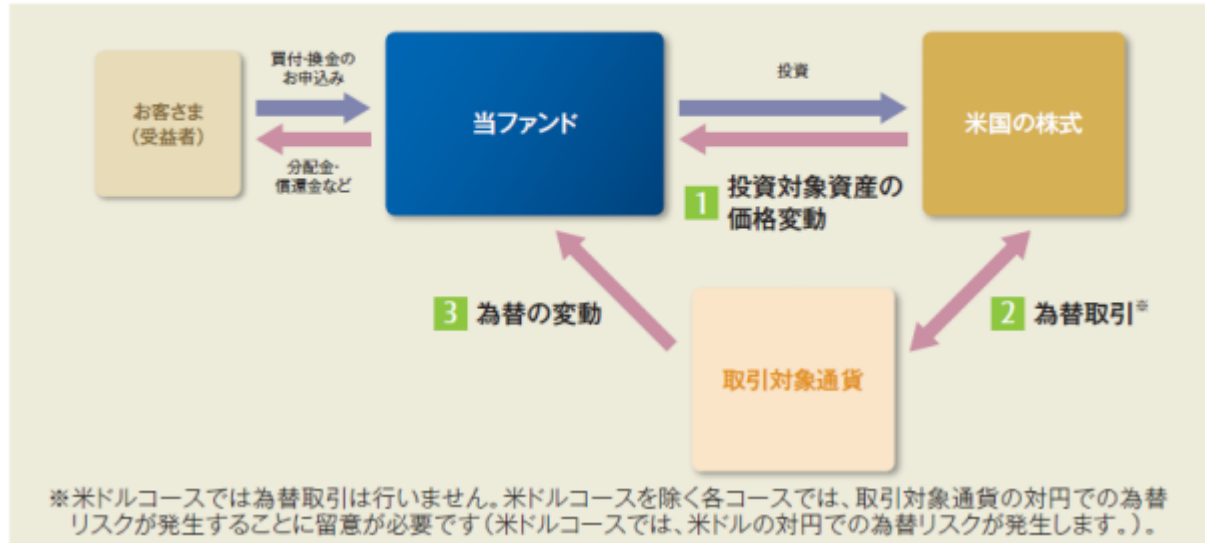 買付・換金の
お申込み
お客さま
(受益者)
分配金・
償還金など
当ファンド
投資
米国の株式
1 投資対象資産の
価格変動
3 為替の変動
2 為替取引※
取引対象通貨
※米ドルコースでは為替取引は行いません。米ドルコースを除く各コースでは、取引対象通貨の対円での為替
リスクが発生することに留意が必要です(米ドルコースでは、米ドルの対円での為替リスクが発生します。)。